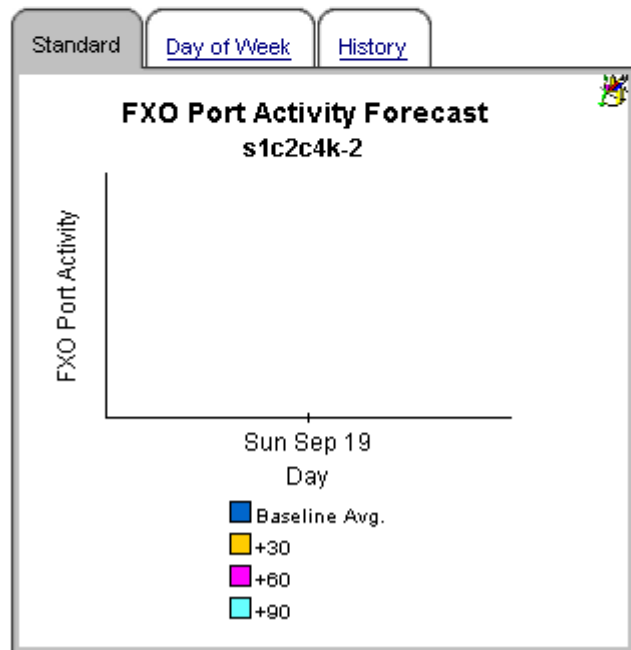 Standard
Day of Week
History
FXO Port Activity Forecast
s1c2c4k-2
FXO Port Activity
Sun Sep 19
Day
Baseline Avg.
+30
+60
+90